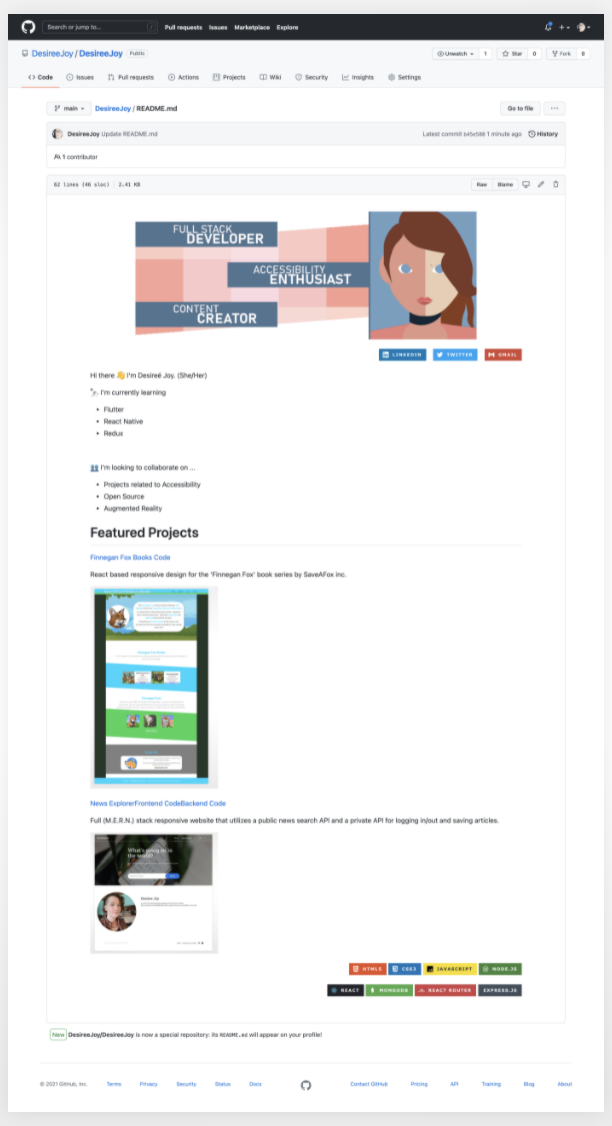 Search or jump to... /
Pull requests Issues Marketplace Explore
DesireeJoy / DesireeJoy Public
Unwatch 1 Star 0 Fork 0
Code Issues Pull requests Actions Projects Wiki Security Insights Settings
main DesireeJoy / README.md Go to file ...
DesireeJoy Update README.md Latest commit 1 minute ago History
1 contributor
62 lines (46 sloc) 2.41 KB Raw Blame
FULL STACK
DEVELOPER
ACCESSIBILITY
ENTHUSIAST
CONTENT
CREATOR
LINKEDIN TWITTER GMAIL
Hi there 👋 I'm Desireé Joy. (She/Her)
I'm currently learning
• Flutter
• React Native
• Redux
👥 I'm looking to collaborate on ...
• Projects related to Accessibility
• Open Source
• Augmented Reality
Featured Projects
Finnegan Fox Books Code
React based responsive design for the 'Finnegan Fox' book series by SaveAFox inc.
News ExplorerFrontend CodeBackend Code
Full (M.E.R.N.) stack responsive website that utilizes a public news search API and a private API for logging in/out and saving articles.
What's going on in
the world?
Desiree Joy
HTML5 CSS3 JAVASCRIPT NODE.JS
REACT MONGODB REACT ROUTER EXPRESS.JS
New DesireeJoy/DesireeJoy is now a special repository: its README.md will appear on your profile!
© 2021 GitHub, Inc. Terms Privacy Security Status Docs Contact GitHub Pricing API Training Blog About